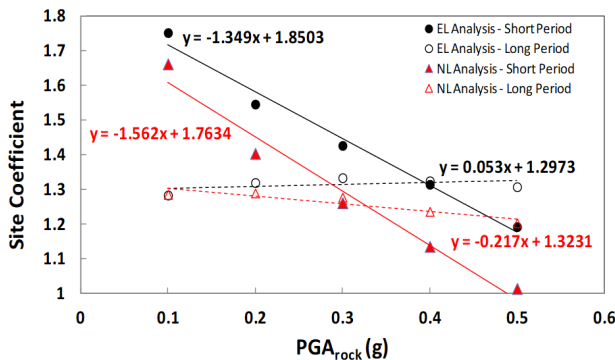 1.8
1.7
1.6
1.5
1.4
1.3
1.2
1.1
1
Site Coefficient
y = -1.349x + 1.8503
EL Analysis - Short Period
EL Analysis - Long Period
NL Analysis - Short Period
NL Analysis - Long Period
y = -1.562x + 1.7634
y = 0.053x + 1.2973
y = -0.217x + 1.3231
0
0.1
0.2
0.3
0.4
0.5
0.6
PGArock (g)